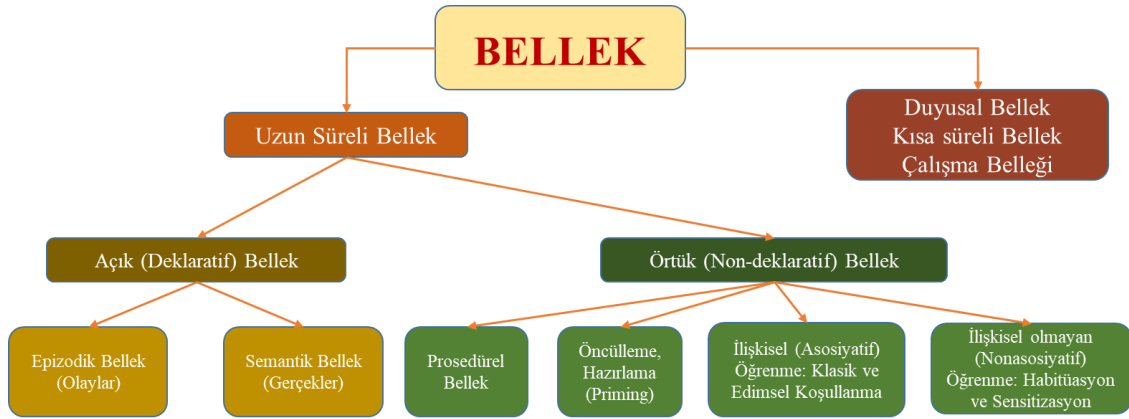 BELLEK
Uzun Süreli Bellek
Duyusal Bellek
Kısa süreli Bellek
Çalışma Belleği
Açık (Deklaratif) Bellek
Örtük (Non-deklaratif) Bellek
Epizodik Bellek
(Olaylar)
Semantik Bellek
(Gerçekler)
Prosedürel
Bellek
Öncülleme,
Hazırlama
(Priming)
İlişkisel (Asosiyatif)
Öğrenme: Klasik ve
Edimsel Koşullanma
İlişkisel olmayan
(Nonasosiyatif)
Öğrenme: Habitüasyon
ve Sensitizasyon